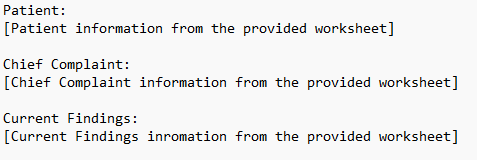 Patient:
[Patient information from the provided worksheet]
Chief Complaint:
[Chief Complaint information from the provided worksheet]
Current Findings:
[Current Findings inromation from the provided worksheet]